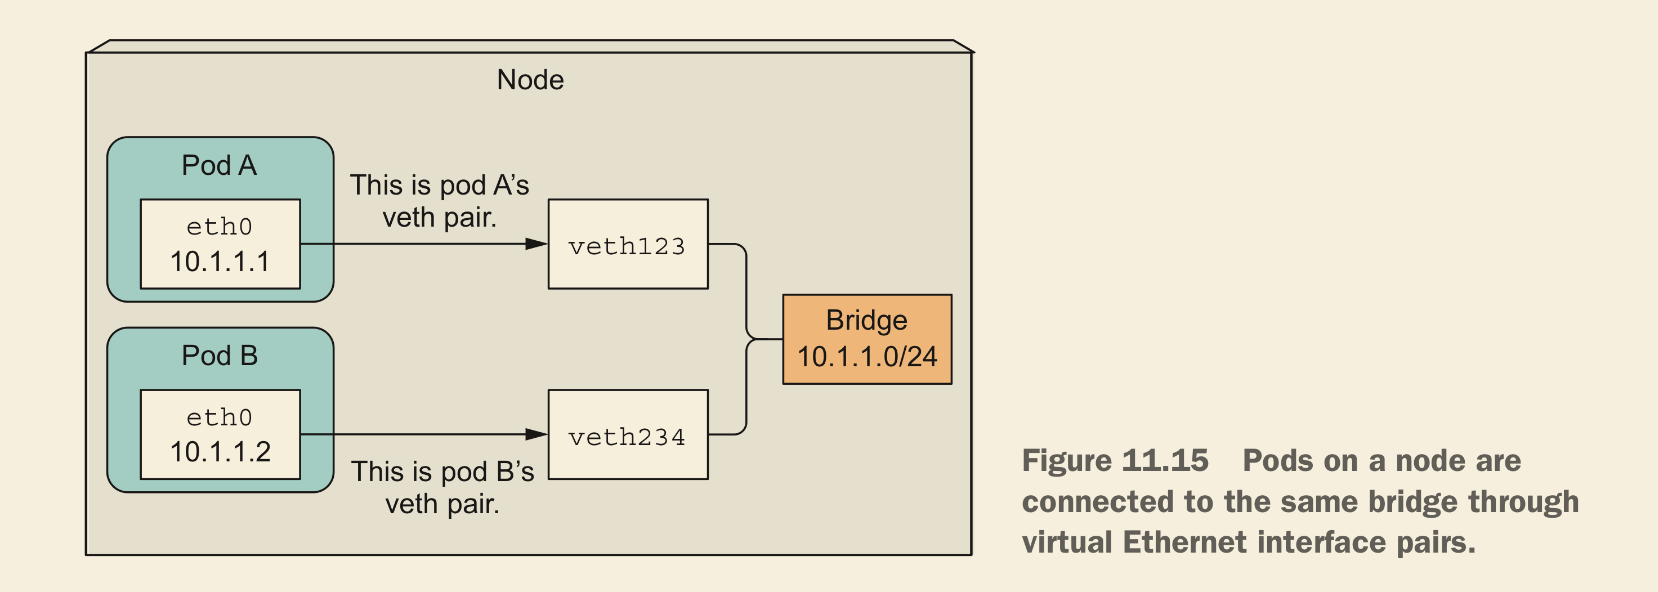 Node
Pod A
eth0
10.1.1.1
This is pod A’s
veth pair.
veth123
Bridge
10.1.1.0/24
Pod B
eth0
10.1.1.2
This is pod B’s
veth pair.
veth234
Figure 11.15 Pods on a node are
connected to the same bridge through
virtual Ethernet interface pairs.